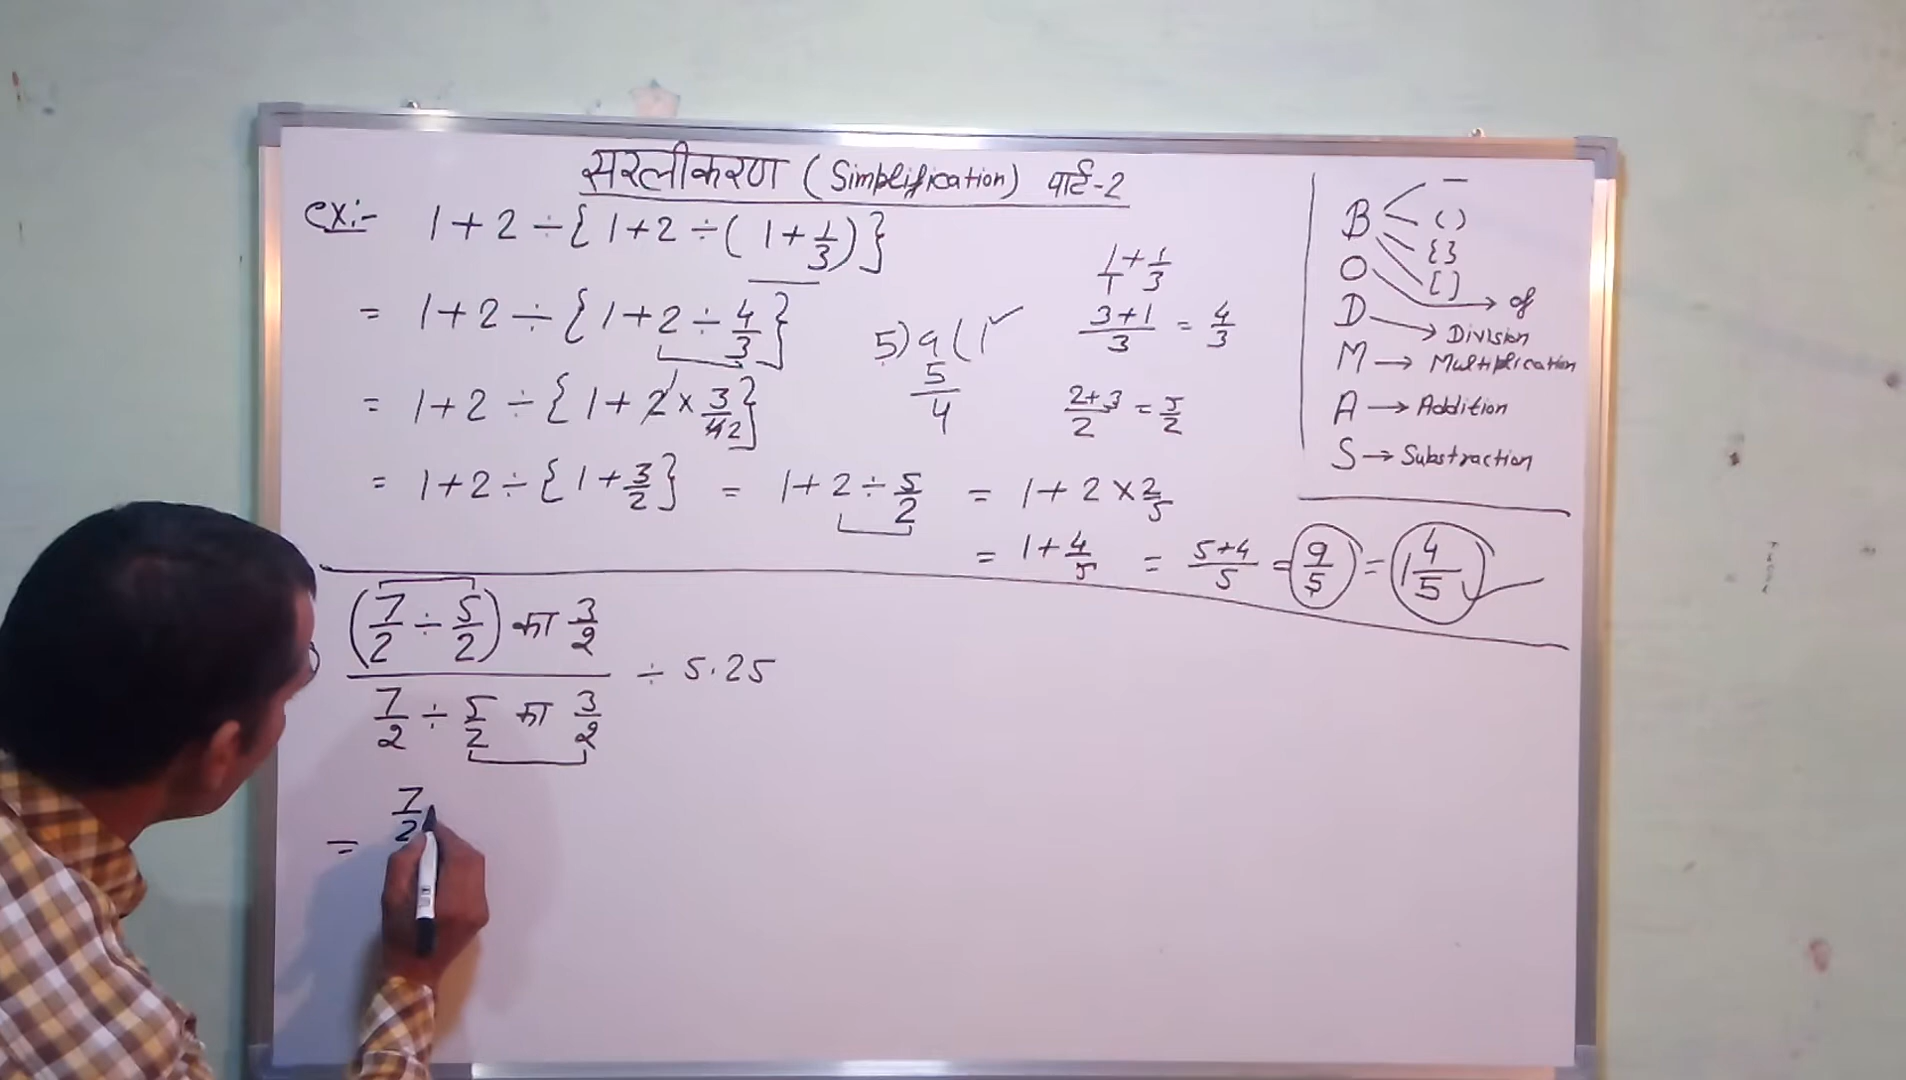 सरलीकरण (Simplification) पार्ट-2
ex:- 1+2÷{1+2÷(1+1/3)}
= 1+2÷{1+2÷4/3}
= 1+2÷{1+2×3/4 2}
= 1+2÷{1+3/2} = 1+2÷5/2 = 1+2×2/5
= 1+4/5 = 5+4/5 = 9/5 = 1 4/5
5)9(1
5
4
1/1+1/3
3+1/3 = 4/3
2+3/2 = 5/2
B — () {} []
O → of
D → Division
M → Multiplication
A → Addition
S → Substraction
(7/2÷5/2) का 3/2
÷ 5.25
7/2÷5/2 का 3/2
= 7/2